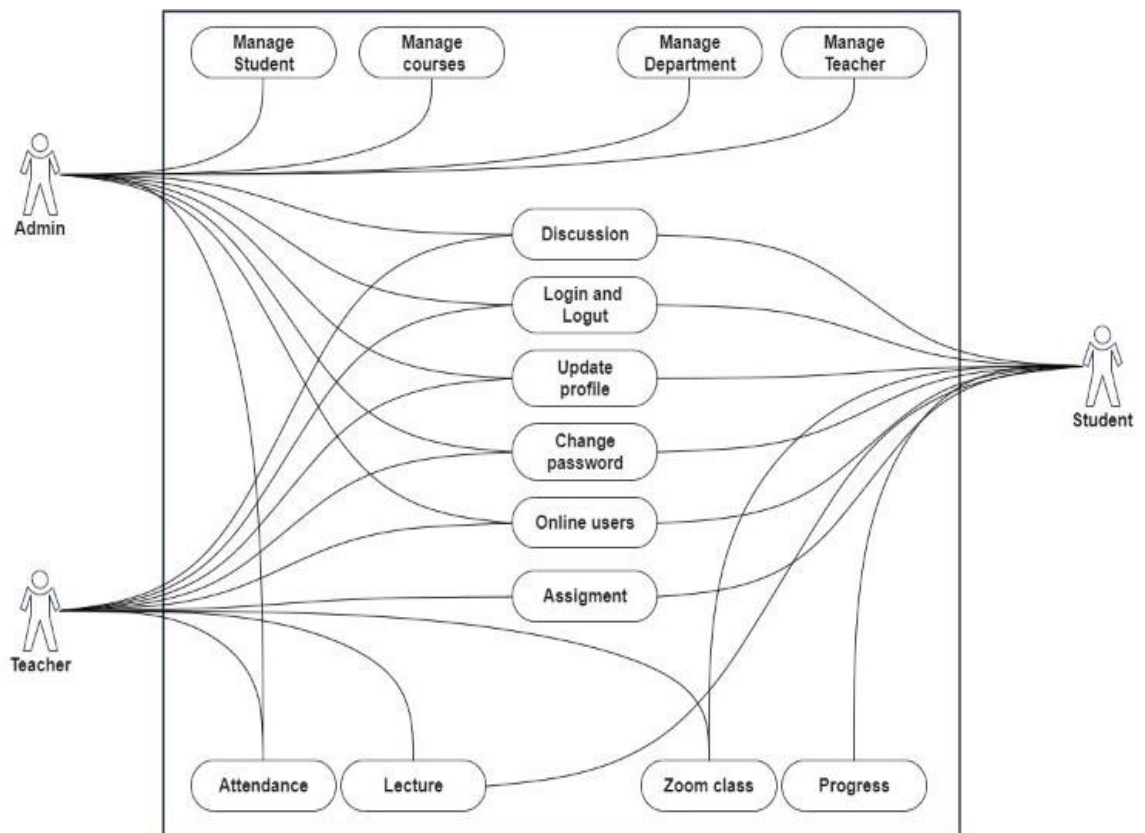 Manage
Student
Manage
courses
Manage
Department
Manage
Teacher
Admin
Discussion
Login and
Logut
Update
profile
Student
Change
password
Online users
Assigment
Teacher
Attendance
Lecture
Zoom class
Progress